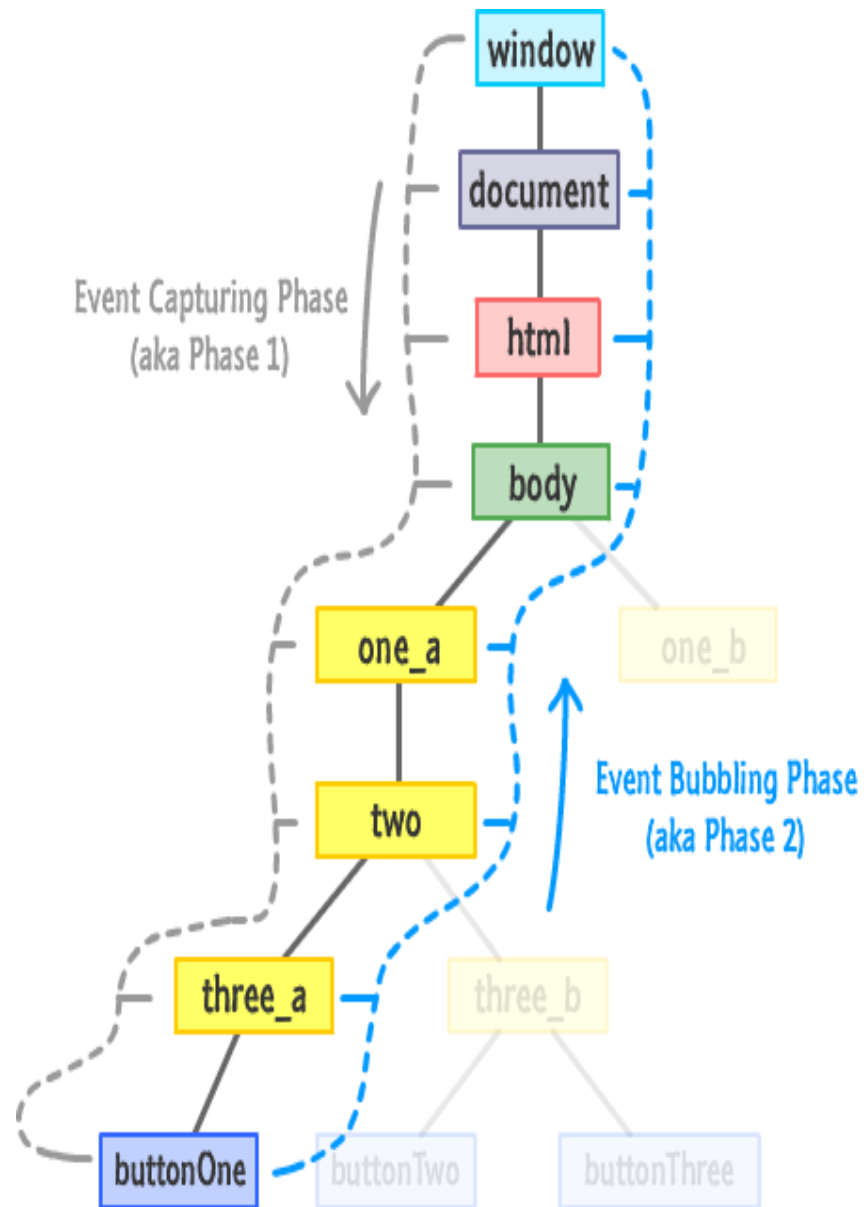 window
document
Event Capturing Phase
(aka Phase 1)
html
body
one_a
one_b
Event Bubbling Phase
(aka Phase 2)
two
three_a
three_b
buttonOne
buttonTwo
buttonThree